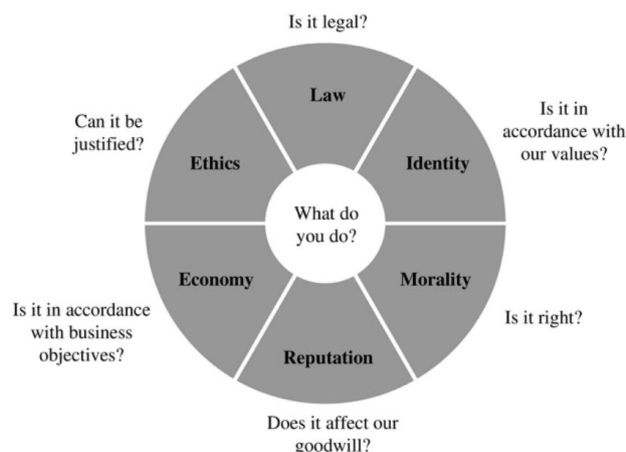 Is it legal?
Law
Can it be
justified?
Ethics
Is it in
accordance with
our values?
Identity
What do
you do?
Economy
Is it in accordance
with business
objectives?
Morality
Is it right?
Reputation
Does it affect our
goodwill?